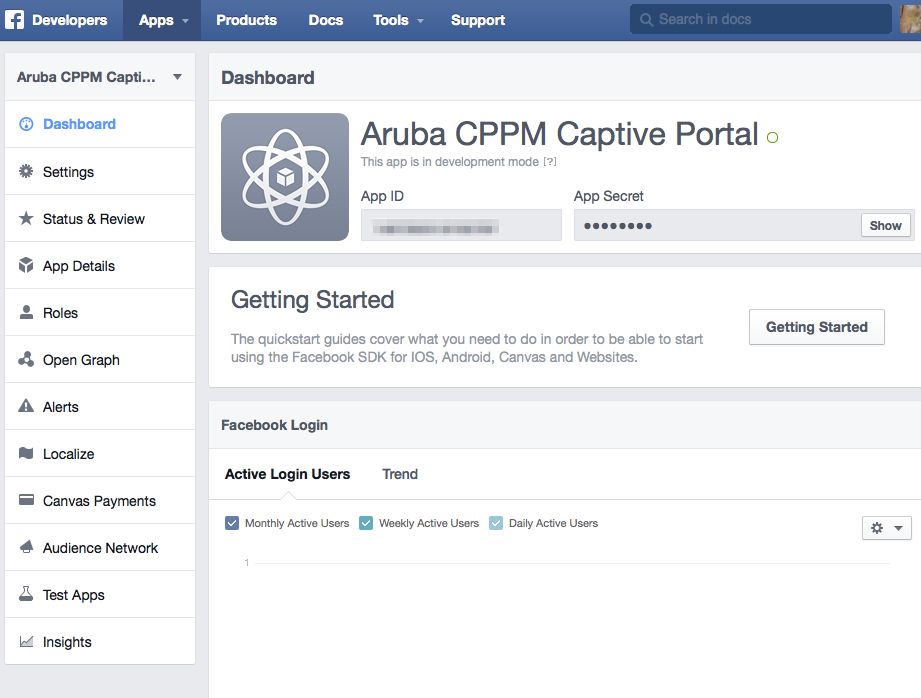 Developers
Apps
Products
Docs
Tools
Support
Search in docs
Aruba CPPM Capti...
Dashboard
Settings
Status & Review
App Details
Roles
Open Graph
Alerts
Localize
Canvas Payments
Audience Network
Test Apps
Insights
Dashboard
Aruba CPPM Captive Portal
This app is in development mode [?]
App ID
App Secret
●●●●●●●●
Show
Getting Started
The quickstart guides cover what you need to do in order to be able to start
using the Facebook SDK for IOS, Android, Canvas and Websites.
Getting Started
Facebook Login
Active Login Users
Trend
Monthly Active Users
Weekly Active Users
Daily Active Users
1